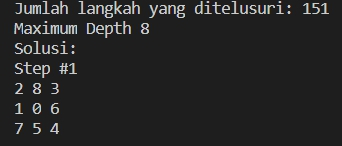 Jumlah langkah yang ditelusuri: 151
Maximum Depth 8
Solusi:
Step #1
2 8 3
1 0 6
7 5 4